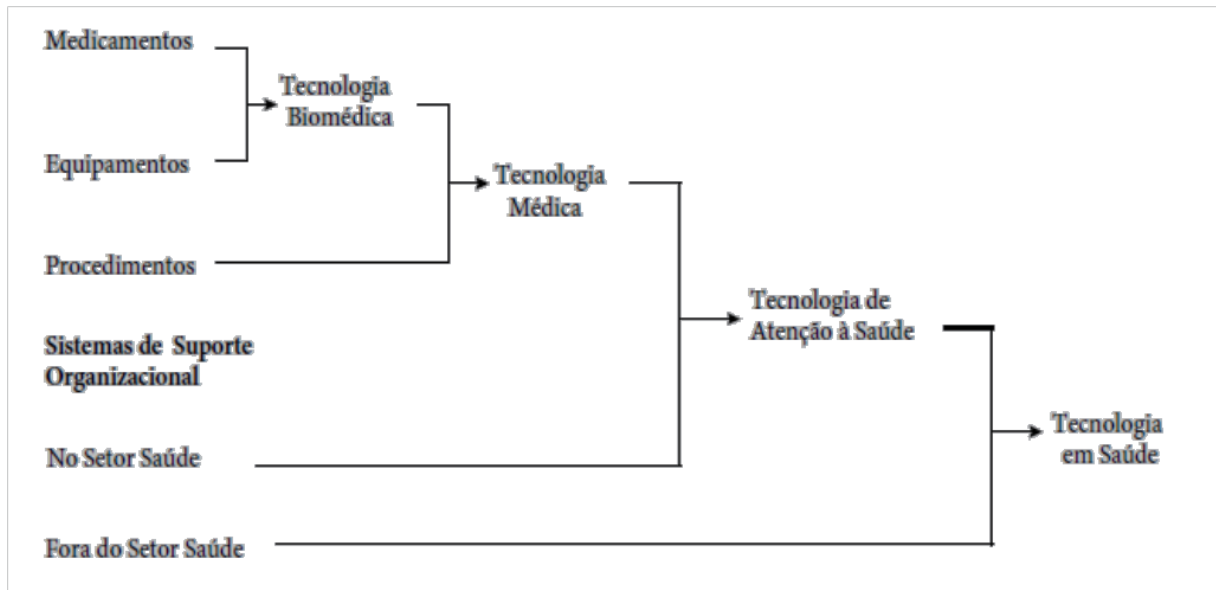 Medicamentos
Tecnologia
Biomédica
Equipamentos
Tecnologia
Médica
Procedimentos
Tecnologia de
Atenção à Saúde
Sistemas de Suporte
Organizacional
Tecnologia
em Saúde
No Setor Saúde
Fora do Setor Saúde